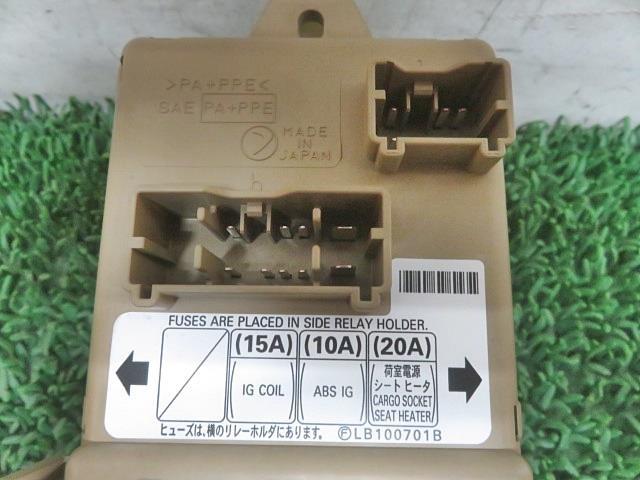 >PA+PPE<
SAE PA+PPE
MADE
IN
JAPAN
h
FUSES ARE PLACED IN SIDE RELAY HOLDER.
(15A) (10A) (20A)
IG COIL
ABS IG
荷室電源
シートヒータ
CARGO SOCKET
SEAT HEATER
ヒューズは、横のリレーホルダにあります。 ⒻLB100701B